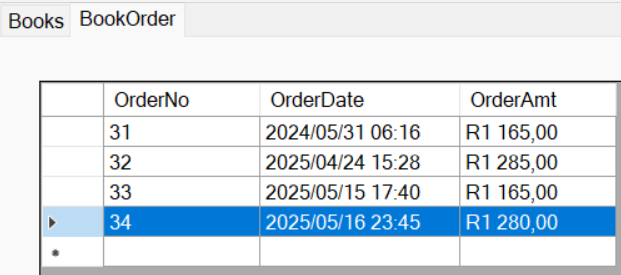 Books BookOrder
OrderNo OrderDate OrderAmt
31 2024/05/31 06:16 R1 165,00
32 2025/04/24 15:28 R1 285,00
33 2025/05/15 17:40 R1 165,00
34 2025/05/16 23:45 R1 280,00